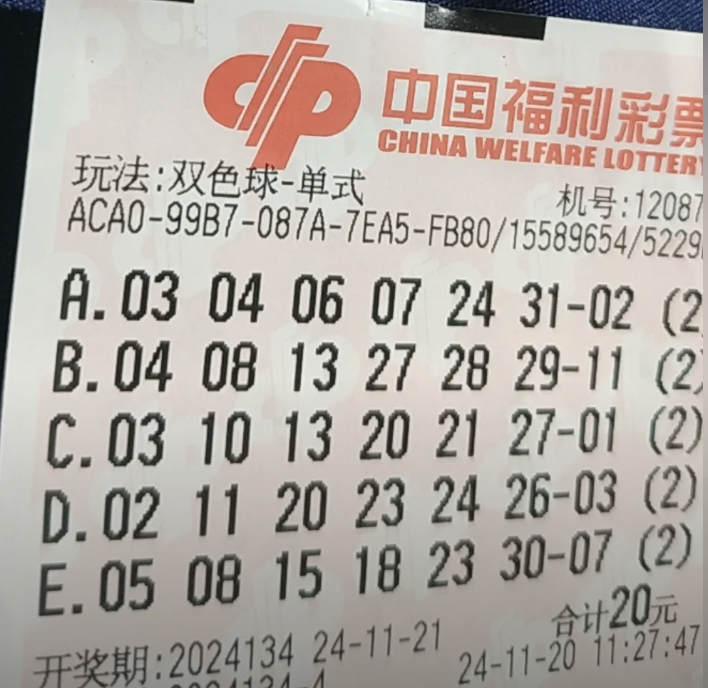 中国福利彩票
CHINA WELFARE LOTTERY
玩法:双色球-单式
机号:12087
ACA0-99B7-087A-7EA5-FB80/15589654/5229
A.03 04 06 07 24 31-02 (2
B.04 08 13 27 28 29-11 (2)
C.03 10 13 20 21 27-01 (2)
D.02 11 20 23 24 26-03 (2)
E.05 08 15 18 23 30-07 (2)
合计20元
开奖期:2024134 24-11-21
24-11-20 11:27:47